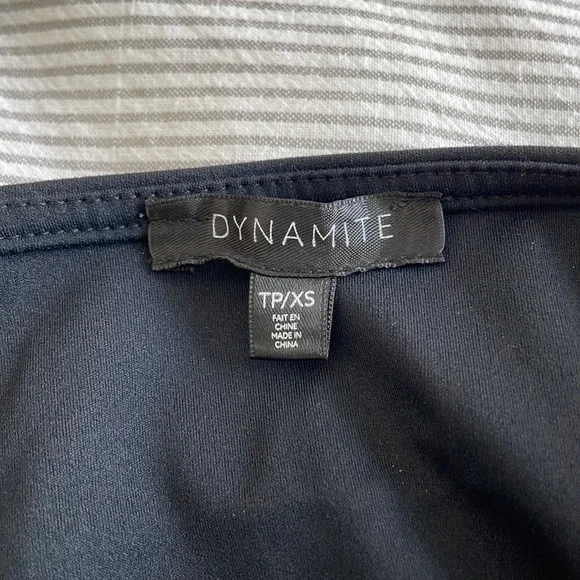 DYNAMITE
TP/XS
FAIT EN
CHINE
MADE IN
CHINA